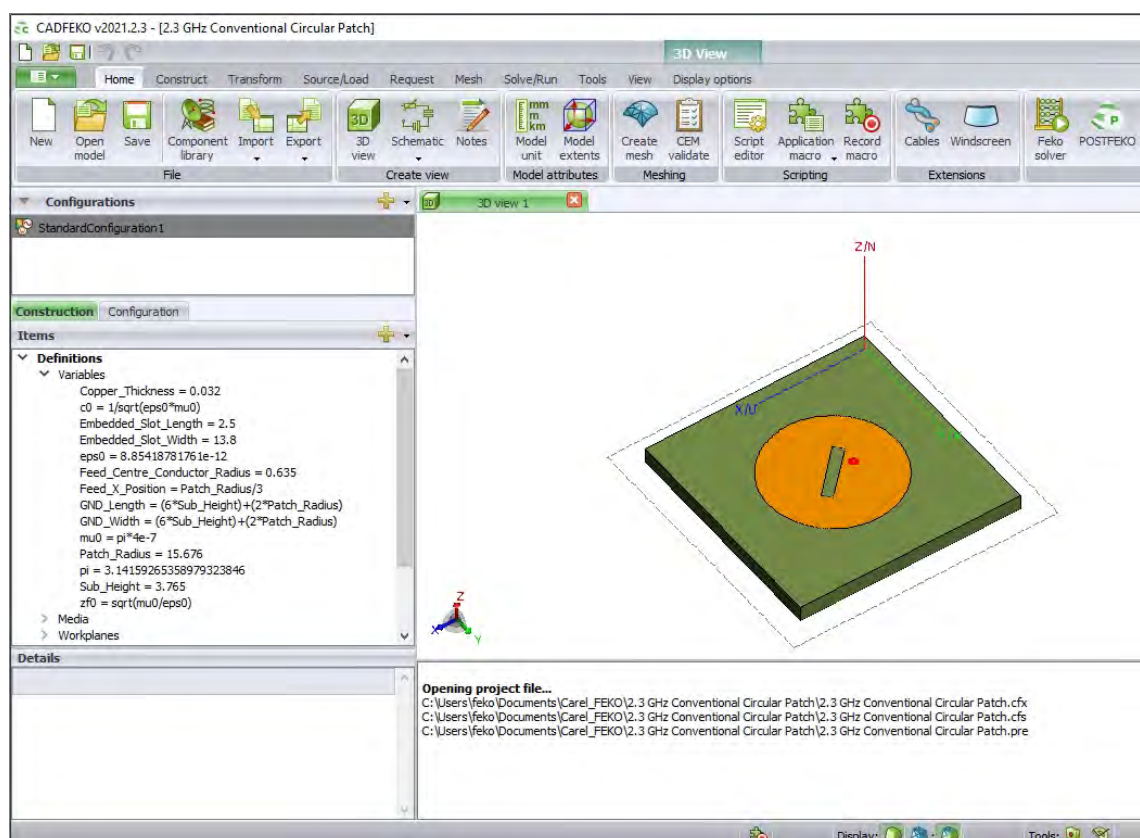 CADFEKO v2021.2.3 - [2.3 GHz Conventional Circular Patch]
3D View
Home Construct Transform Source/Load Request Mesh Solve/Run Tools View Display options
New Open model Save Component library Import Export 3D view Schematic Notes Model unit Model extents Create mesh CEM validate Script editor Application macro Record macro Cables Windscreen Feko solver POSTFEKO
File Create view Model attributes Meshing Scripting Extensions
Configurations
3D view 1
StandardConfiguration1
Construction Configuration
Items
Definitions
Variables
Copper_Thickness = 0.032
c0 = 1/sqrt(eps0*mu0)
Embedded_Slot_Length = 2.5
Embedded_Slot_Width = 13.8
eps0 = 8.85418781761e-12
Feed_Centre_Conductor_Radius = 0.635
Feed_X_Position = Patch_Radius/3
GND_Length = (6*Sub_Height)+(2*Patch_Radius)
GND_Width = (6*Sub_Height)+(2*Patch_Radius)
mu0 = pi*4e-7
Patch_Radius = 15.676
pi = 3.14159265358979323846
Sub_Height = 3.765
zf0 = sqrt(mu0/eps0)
Media
Workplanes
Z/N
X/U
Z
X
Y
Details
Opening project file...
C:\Users\feko\Documents\Carel_FEKO\2.3 GHz Conventional Circular Patch\2.3 GHz Conventional Circular Patch.cfx
C:\Users\feko\Documents\Carel_FEKO\2.3 GHz Conventional Circular Patch\2.3 GHz Conventional Circular Patch.cfs
C:\Users\feko\Documents\Carel_FEKO\2.3 GHz Conventional Circular Patch\2.3 GHz Conventional Circular Patch.pre
Display: Tools: